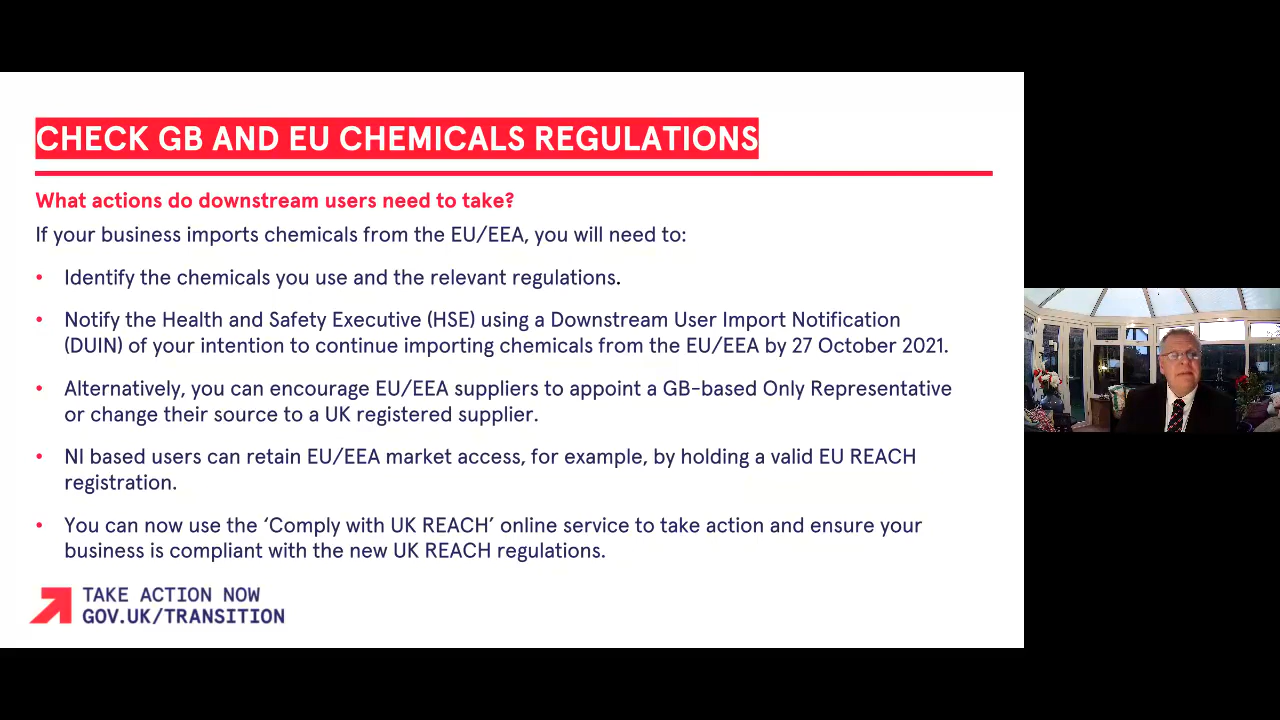 CHECK GB AND EU CHEMICALS REGULATIONS
What actions do downstream users need to take?
If your business imports chemicals from the EU/EEA, you will need to:
• Identify the chemicals you use and the relevant regulations.
• Notify the Health and Safety Executive (HSE) using a Downstream User Import Notification
(DUIN) of your intention to continue importing chemicals from the EU/EEA by 27 October 2021.
• Alternatively, you can encourage EU/EEA suppliers to appoint a GB-based Only Representative
or change their source to a UK registered supplier.
• NI based users can retain EU/EEA market access, for example, by holding a valid EU REACH
registration.
• You can now use the ‘Comply with UK REACH’ online service to take action and ensure your
business is compliant with the new UK REACH regulations.
TAKE ACTION NOW
GOV.UK/TRANSITION